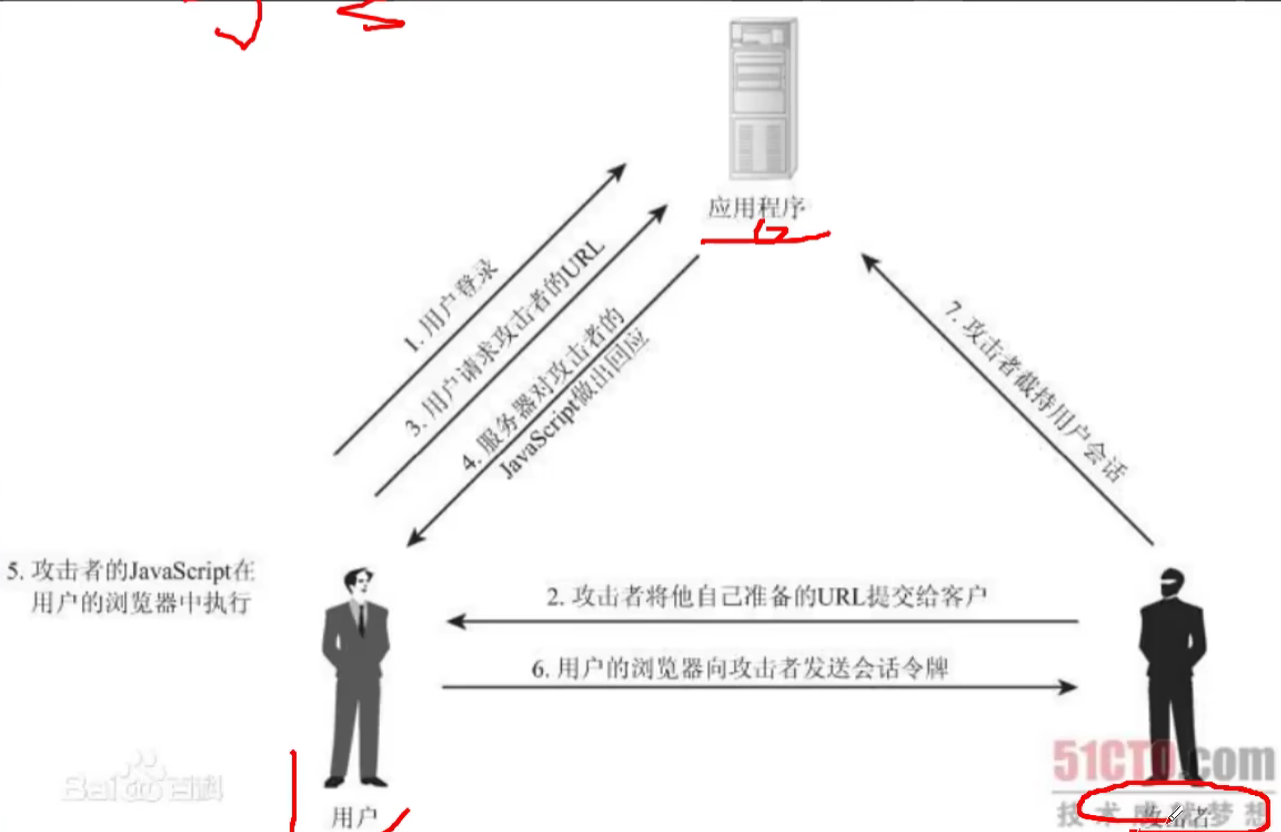 应用程序
1. 用户登录
3. 用户请求攻击者的URL
4. 服务器对攻击者的
JavaScript做出回应
7. 攻击者截持用户会话
5. 攻击者的JavaScript在
用户的浏览器中执行
2. 攻击者将他自己准备的URL提交给客户
6. 用户的浏览器向攻击者发送会话令牌
51CTO.com
技术成就梦想
Baidu百科
用户
攻击者